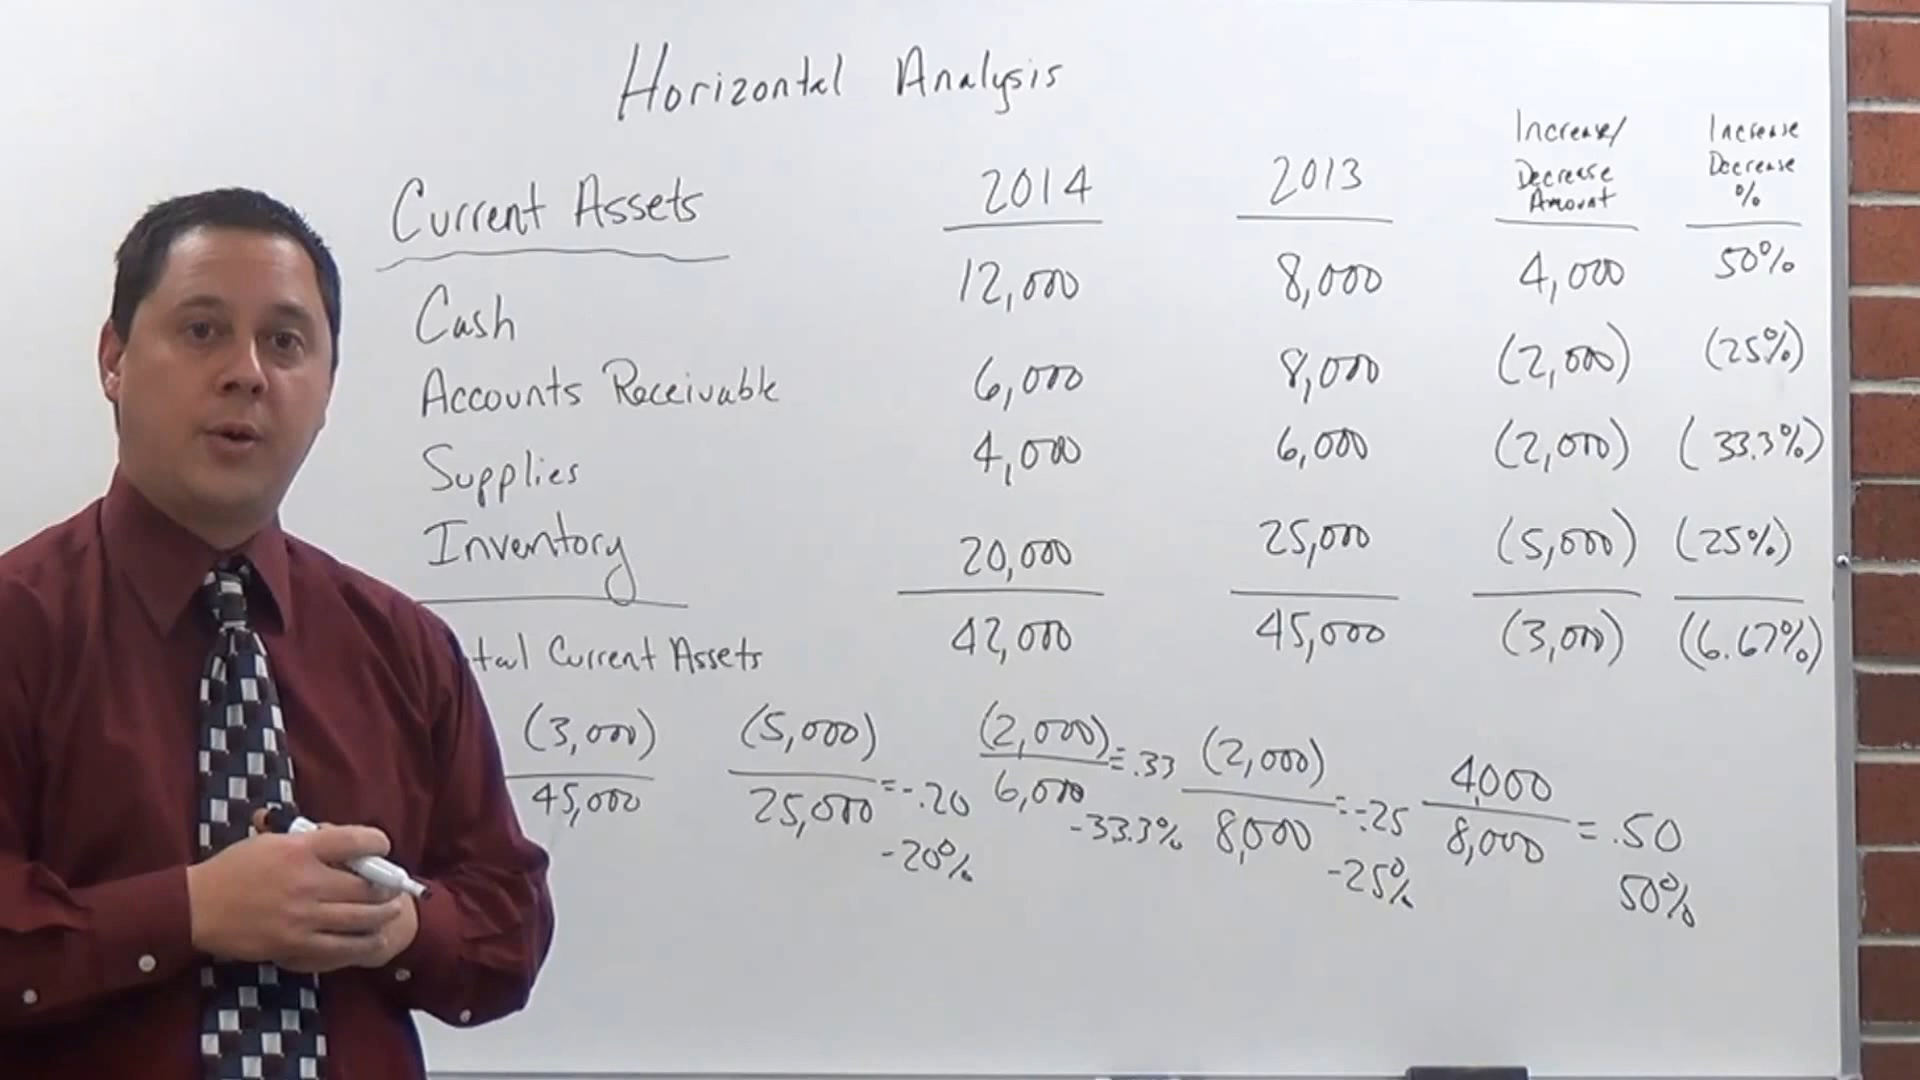 Horizontal Analysis
Current Assets 2014 2013 Increase/ Decrease Amount Increase Decrease %
Cash 12,000 8,000 4,000 50%
Accounts Receivable 6,000 8,000 (2,000) (25%)
Supplies 4,000 6,000 (2,000) (33.3%)
Inventory 20,000 25,000 (5,000) (25%)
tal Current Assets 42,000 45,000 (3,000) (6.67%)
(3,000) (5,000) (2,000) (2,000) 4,000
45,000 25,000 =-.20 6,000 =.33 8,000 =-.25 8,000 =.50
-20% -33.3% -25% 50%